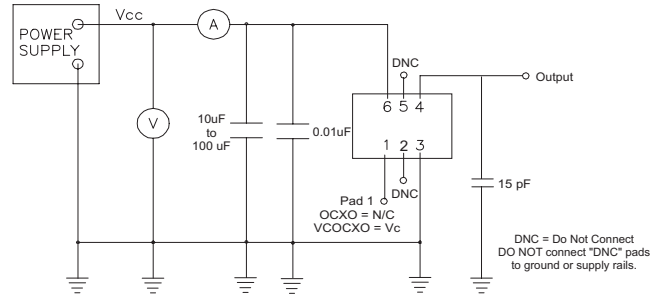 Vcc
POWER
SUPPLY
A
V
10uF
to
100 uF
0.01uF
DNC
6 5 4
1 2 3
DNC
Output
15 pF
Pad 1
OCXO = N/C
VCOCXO = Vc
DNC = Do Not Connect
DO NOT connect "DNC" pads
to ground or supply rails.